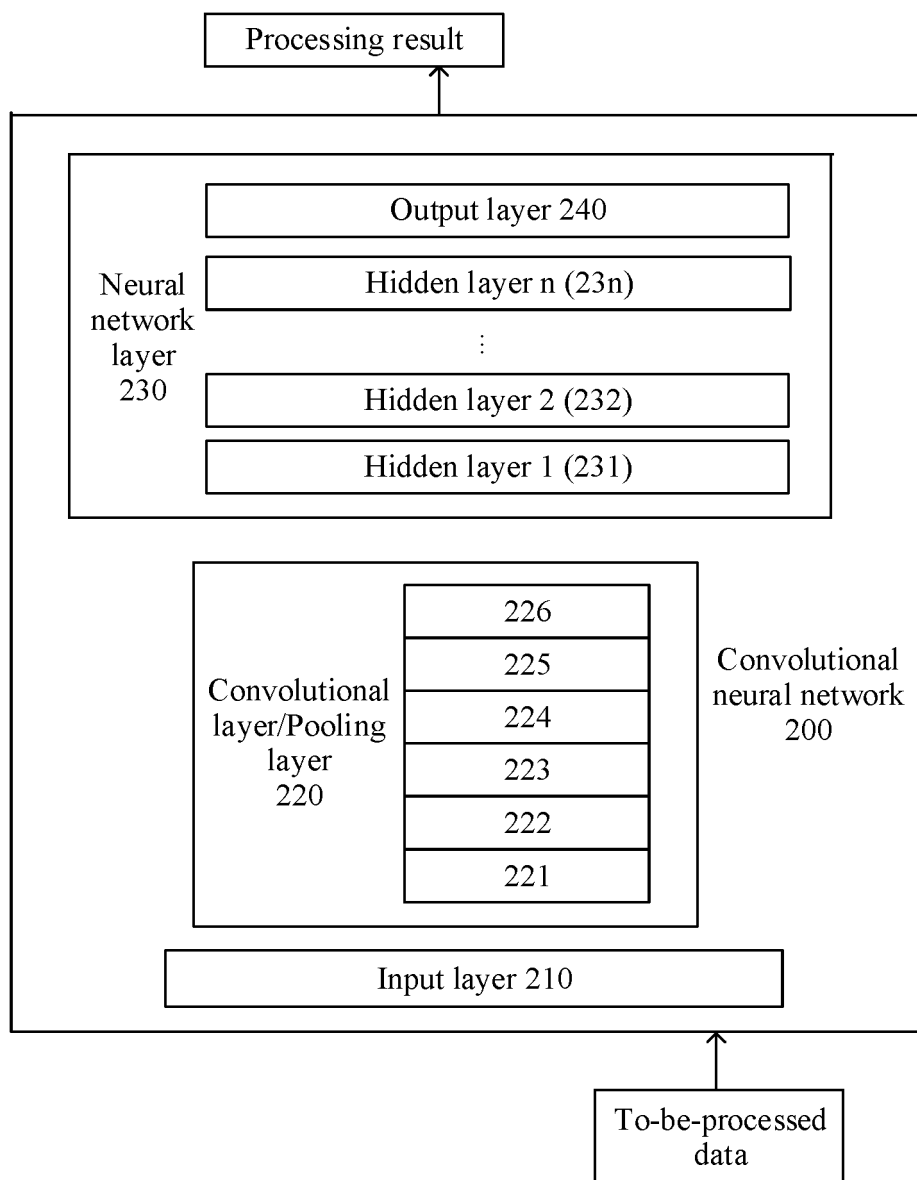 Processing result
Output layer 240
Hidden layer n (23n)
Neural
network
layer
230
⋮
Hidden layer 2 (232)
Hidden layer 1 (231)
226
225
224
223
222
221
Convolutional
layer/Pooling
layer
220
Convolutional
neural network
200
Input layer 210
To-be-processed
data